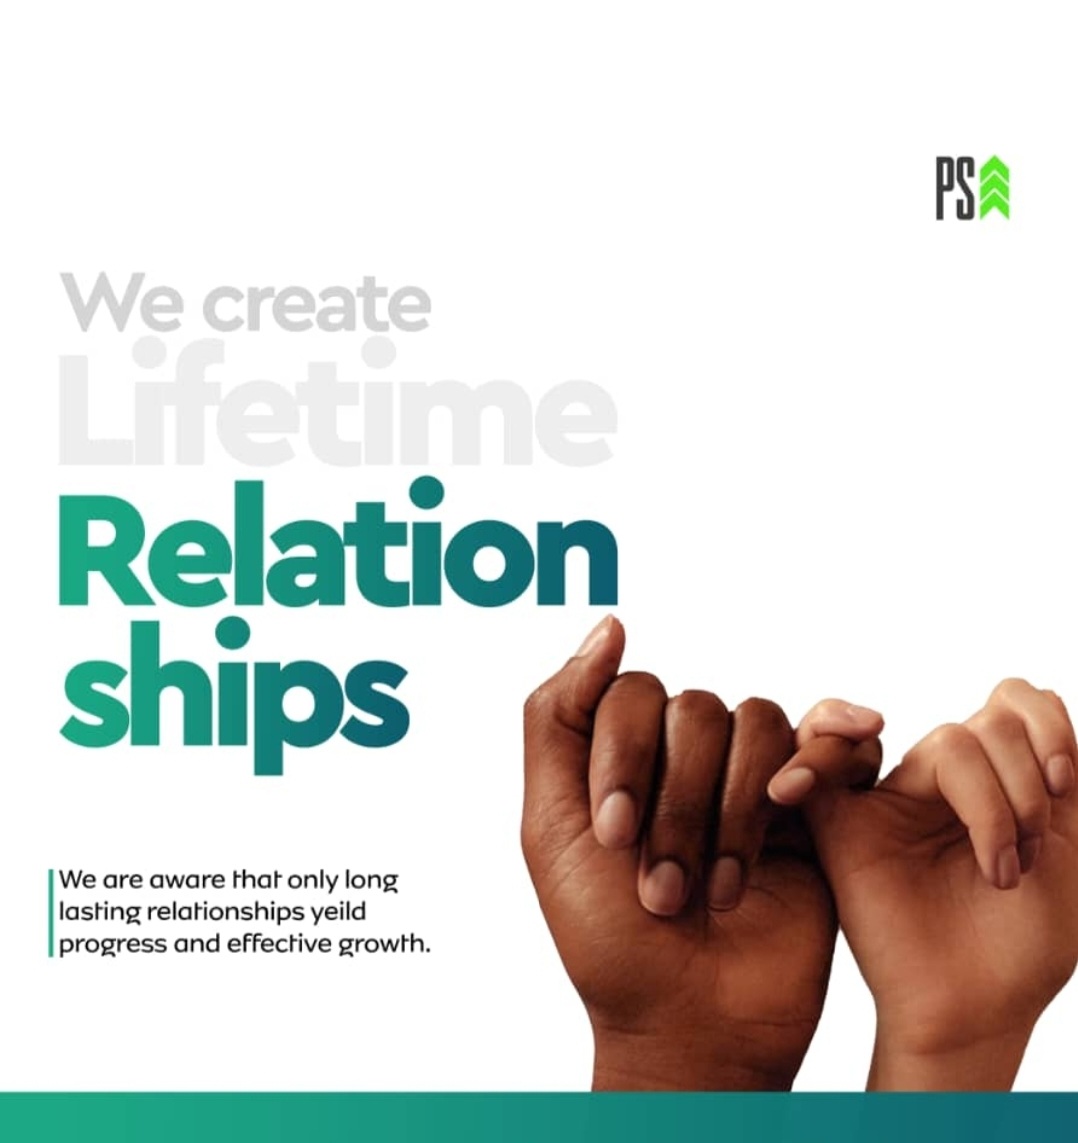 PS
We create
Lifetime
Relation
ships
We are aware that only long
lasting relationships yeild
progress and effective growth.